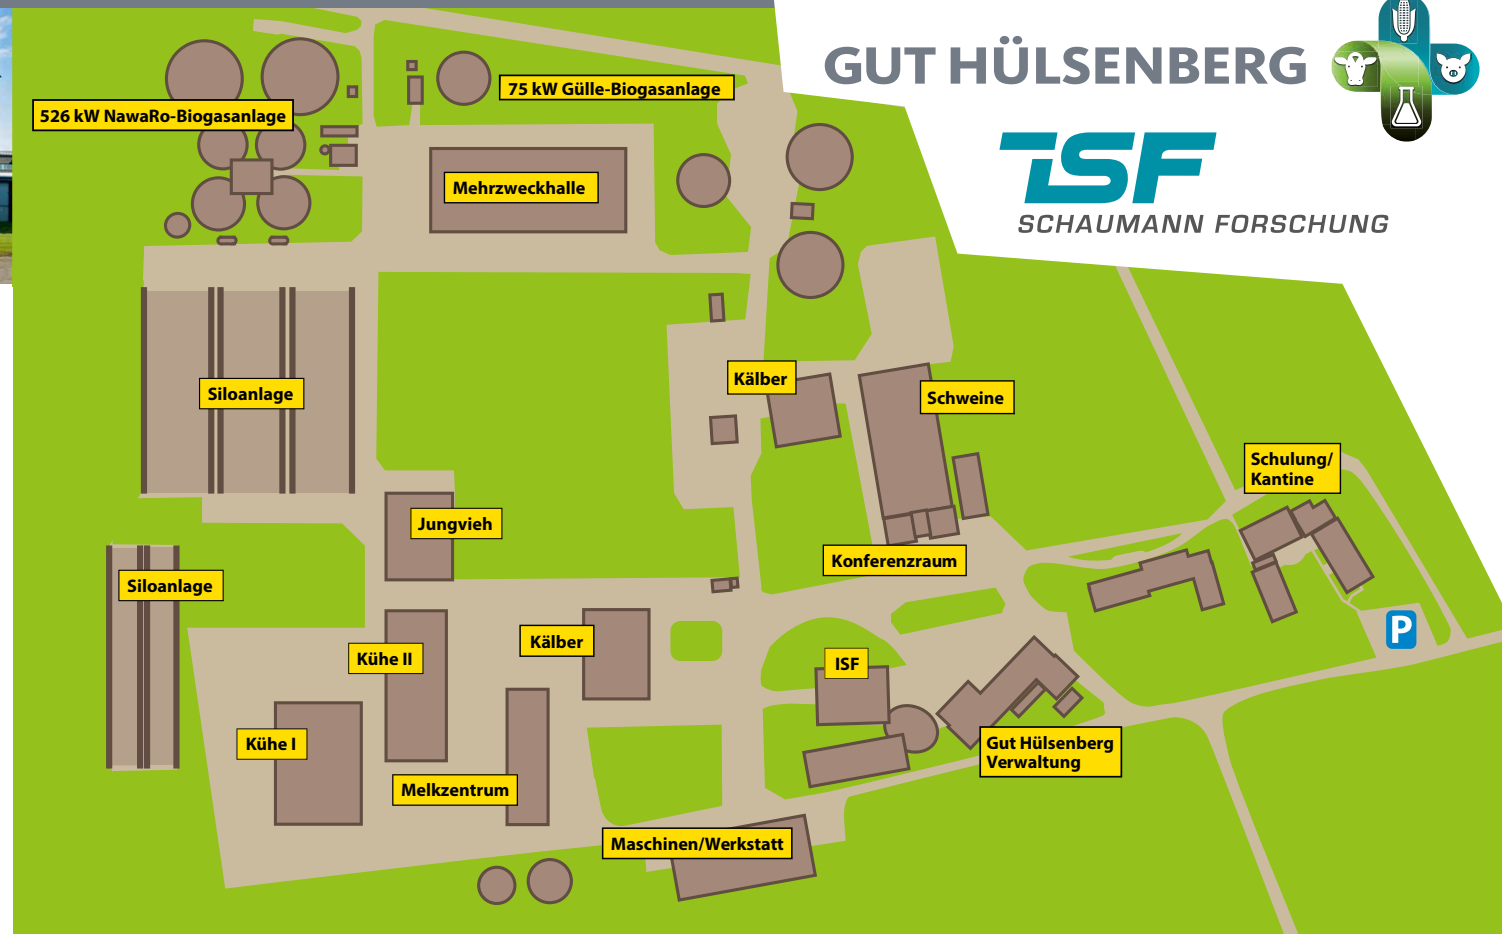 GUT HÜLSENBERG
ISF
SCHAUMANN FORSCHUNG
75 kW Gülle-Biogasanlage
526 kW NawaRo-Biogasanlage
Mehrzweckhalle
Kälber
Siloanlage
Schweine
Schulung/
Kantine
Jungvieh
Konferenzraum
Siloanlage
P
Kälber
Kühe II
ISF
Kühe I
Gut Hülsenberg
Verwaltung
Melkzentrum
Maschinen/Werkstatt